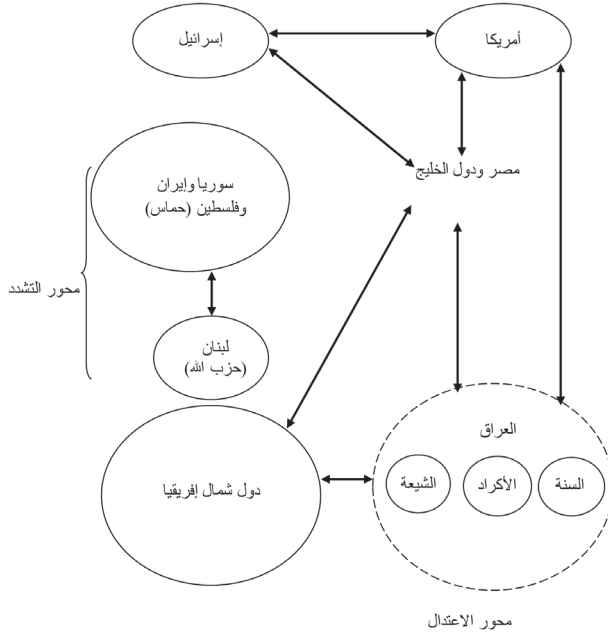 أمريكا
إسرائيل
مصر ودول الخليج
سوريا وإيران
وفلسطين (حماس)
محور التشدد
لبنان
(حزب الله)
العراق
السنة
الأكراد
الشيعة
دول شمال إفريقيا
محور الاعتدال